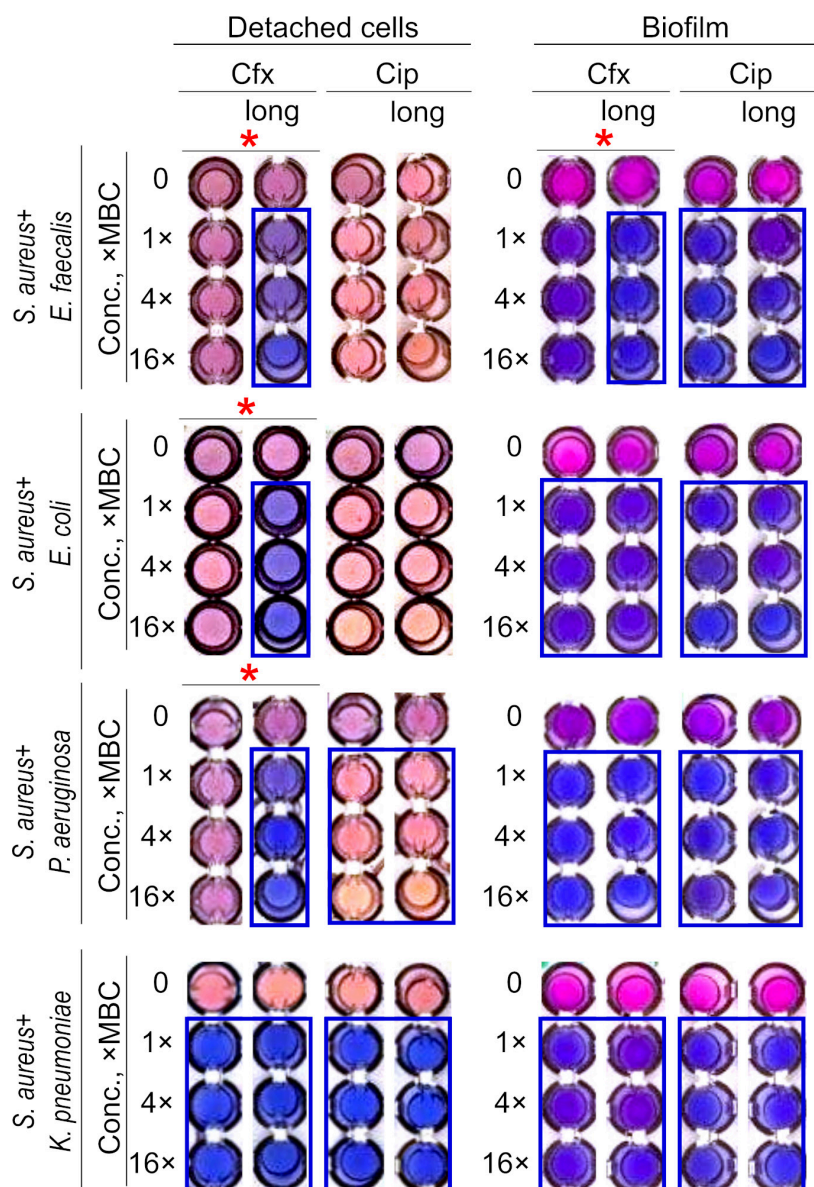 Detached cells Biofilm
Cfx Cip Cfx Cip
long long long long
* *
S. aureus+
E. faecalis
Conc., ×MBC
0 0
1× 1×
4× 4×
16× 16×
*
S. aureus+
E. coli
Conc., ×MBC
0 0
1× 1×
4× 4×
16× 16×
*
S. aureus+
P. aeruginosa
Conc., ×MBC
0 0
1× 1×
4× 4×
16× 16×
S. aureus+
K. pneumoniae
Conc., ×MBC
0 0
1× 1×
4× 4×
16× 16×